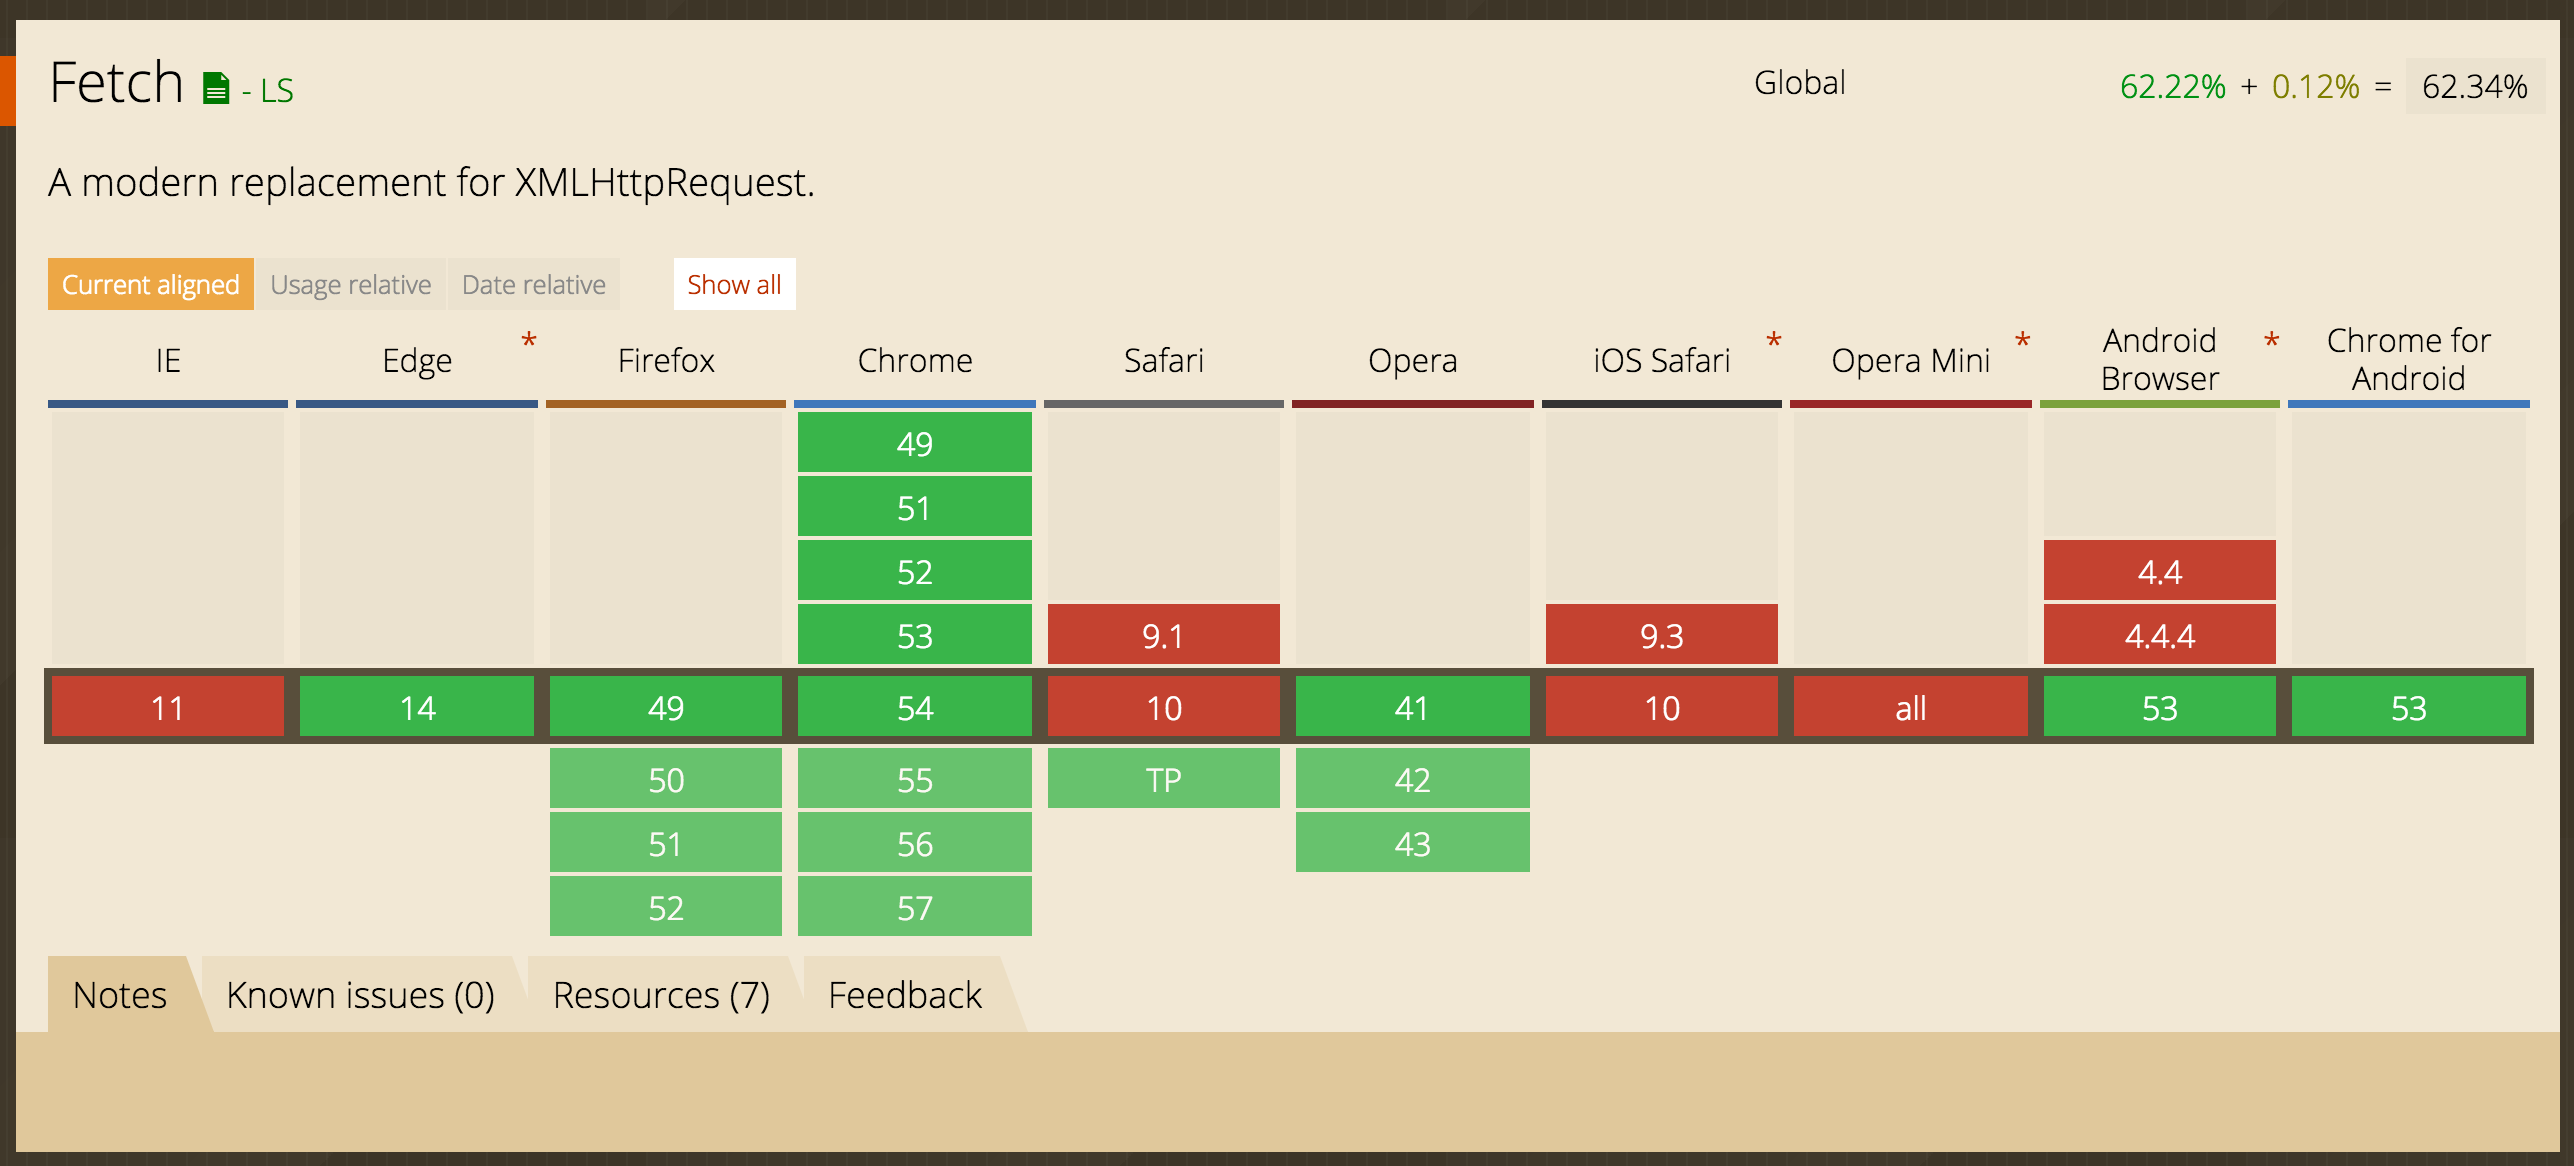 Fetch - LS
Global
62.22% + 0.12% = 62.34%
A modern replacement for XMLHttpRequest.
Current aligned Usage relative Date relative Show all
IE Edge * Firefox Chrome Safari Opera iOS Safari * Opera Mini * Android Browser * Chrome for Android
49
51
52 4.4
53 9.1 9.3 4.4.4
11 14 49 54 10 41 10 all 53 53
50 55 TP 42
51 56 43
52 57
Notes Known issues (0) Resources (7) Feedback